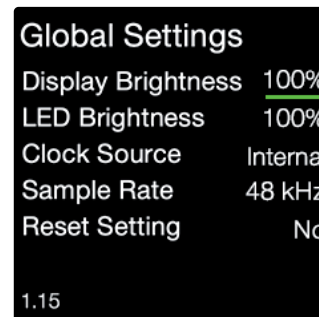 Global Settings
Display Brightness 100%
LED Brightness 100%
Clock Source Interna
Sample Rate 48 kHz
Reset Setting No
1.15